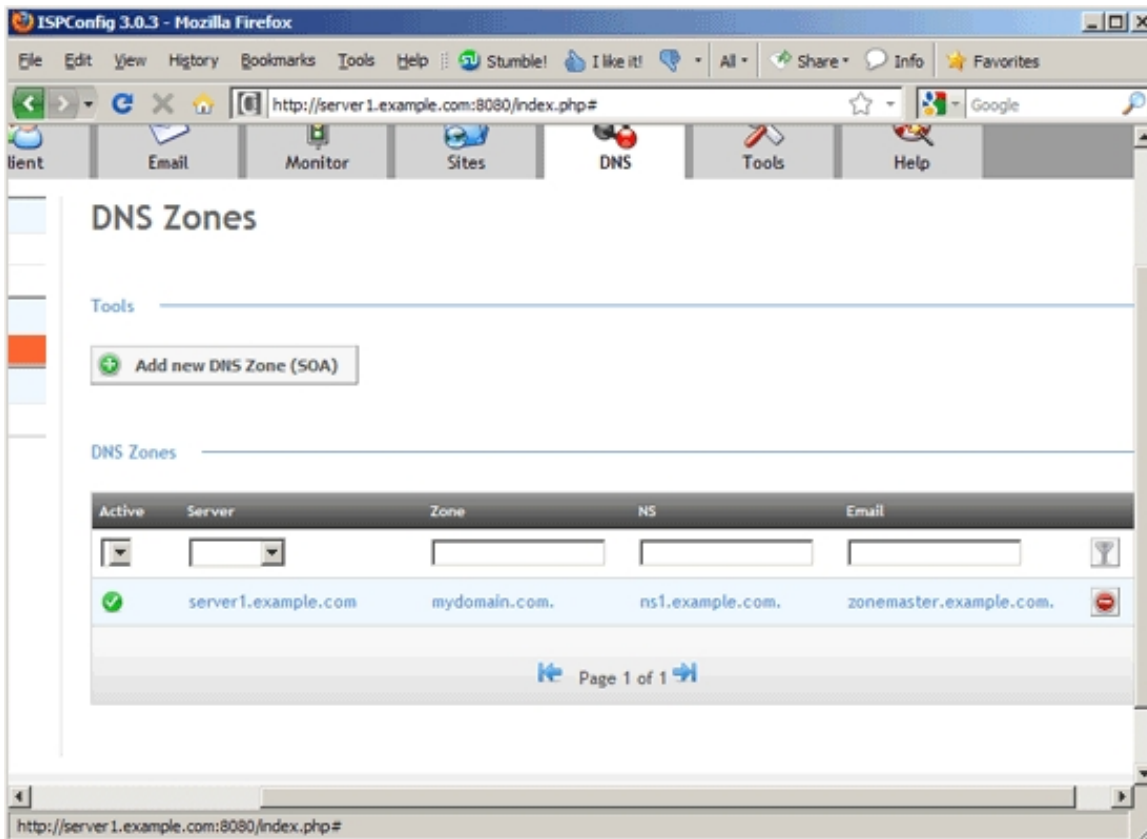 ISPConfig 3.0.3 - Mozilla Firefox
File Edit View History Bookmarks Tools Help Stumble! I like it! All Share Info Favorites
http://server1.example.com:8080/index.php# Google
lient Email Monitor Sites DNS Tools Help
DNS Zones
Tools
Add new DNS Zone (SOA)
DNS Zones
Active Server Zone NS Email
server1.example.com mydomain.com. ns1.example.com. zonemaster.example.com.
Page 1 of 1
http://server1.example.com:8080/index.php#